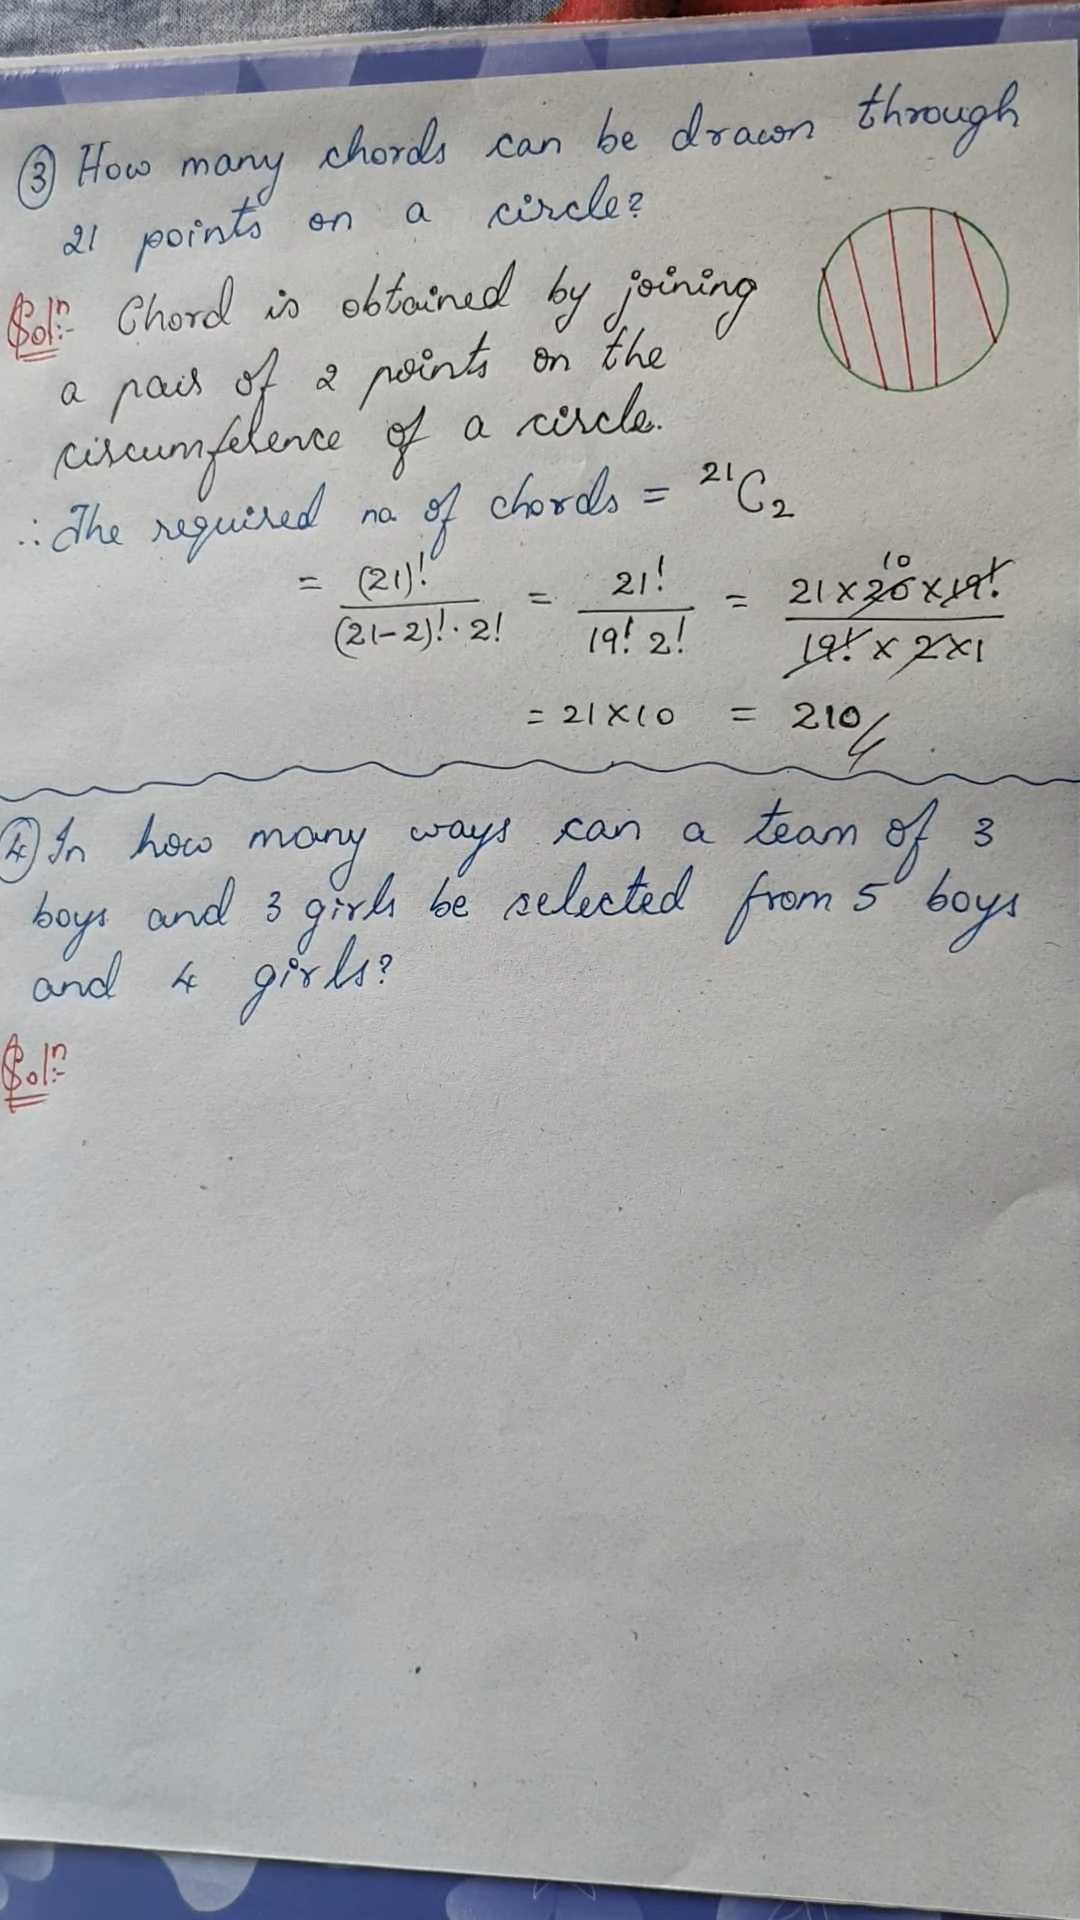 ③ How many chords can be drawn through
21 points on a circle?
Solⁿ:- Chord is obtained by joining
a pair of 2 points on the
circumference of a circle.
∴ The required no. of chords = ²¹C₂
= (21)! / (21-2)! · 2! = 21! / 19! 2! = 21 × 20 × 19! / 19! × 2 × 1
10
= 21 × 10 = 210
④ In how many ways can a team of 3
boys and 3 girls be selected from 5 boys
and 4 girls?
Solⁿ:-